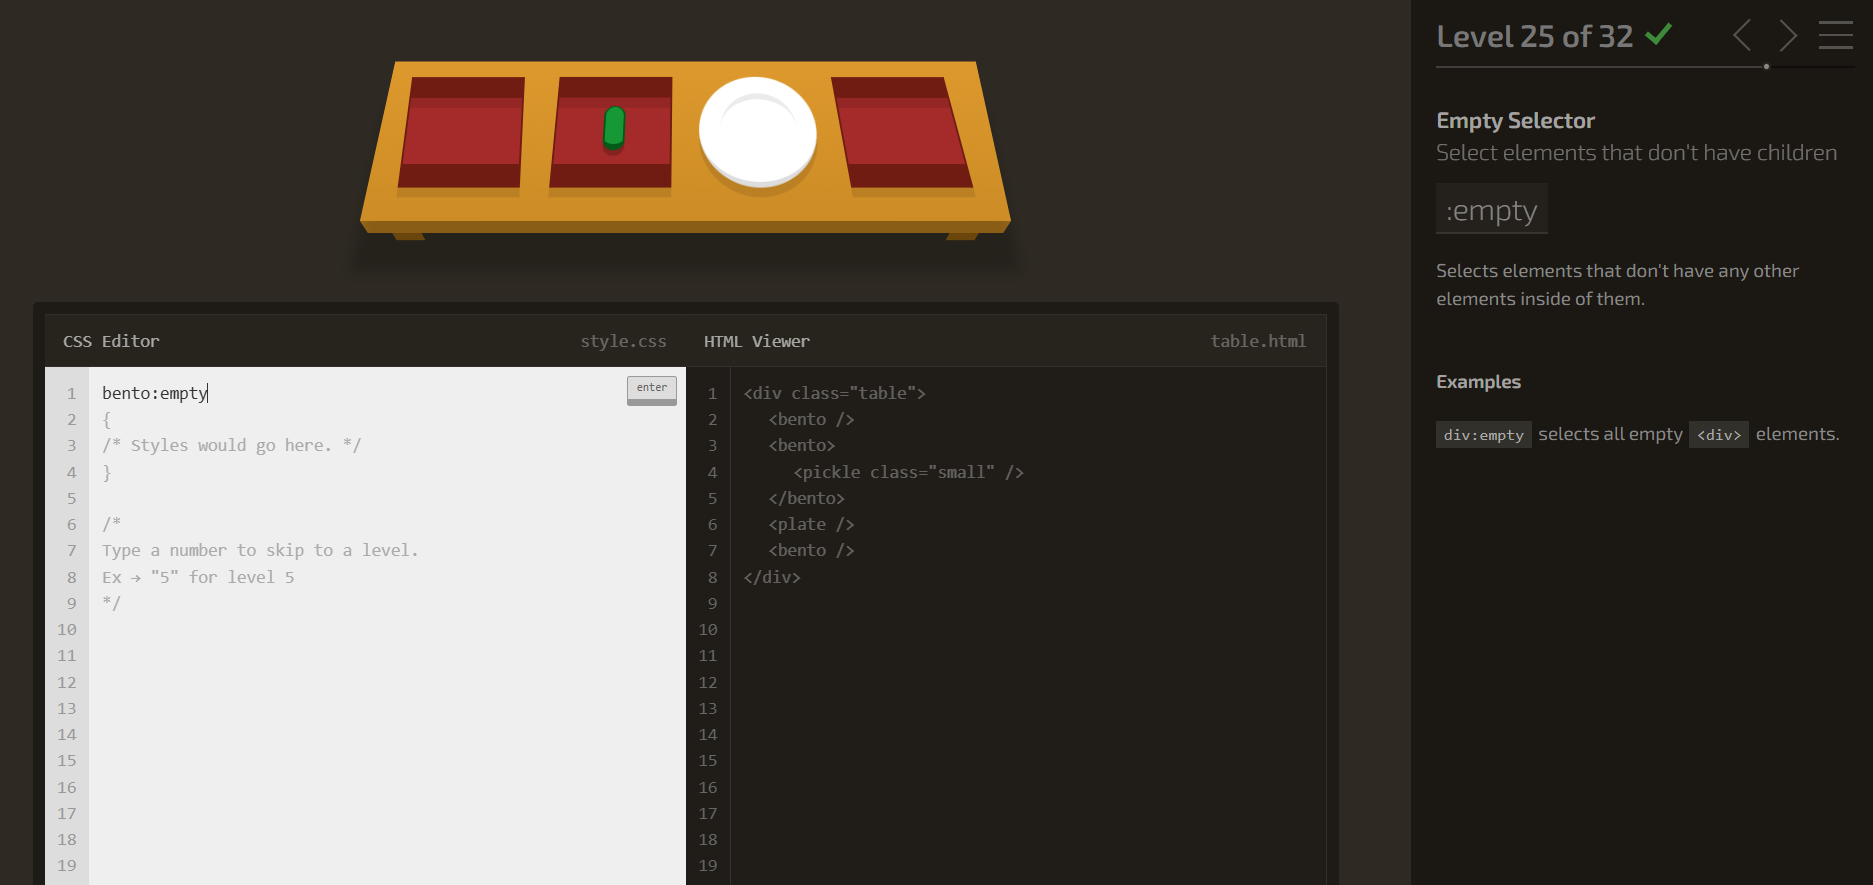 Level 25 of 32
Empty Selector
Select elements that don't have children
:empty
Selects elements that don't have any other
elements inside of them.
Examples
div:empty selects all empty <div> elements.
CSS Editor style.css
1 bento:empty enter
2 {
3 /* Styles would go here. */
4 }
5
6 /*
7 Type a number to skip to a level.
8 Ex → "5" for level 5
9 */
10
11
12
13
14
15
16
17
18
19
HTML Viewer table.html
1 <div class="table">
2 <bento />
3 <bento>
4 <pickle class="small" />
5 </bento>
6 <plate />
7 <bento />
8 </div>
9
10
11
12
13
14
15
16
17
18
19